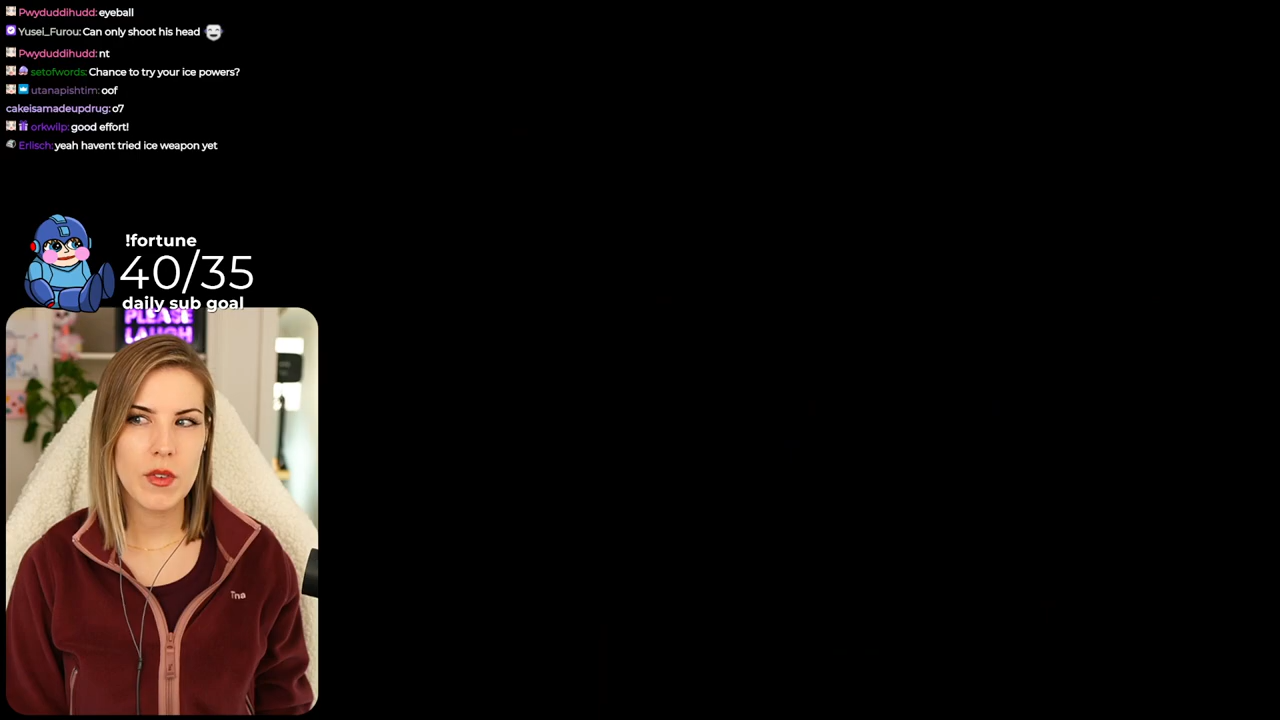 Pwyduddihudd: eyeball
Yusei_Furou: Can only shoot his head
Pwyduddihudd: nt
setofwords: Chance to try your ice powers?
utanapishtim: oof
cakeisamadeupdrug: o7
orkwilp: good effort!
Erlisch: yeah havent tried ice weapon yet
!fortune
40/35
daily sub goal
PLEASE
LAUGH